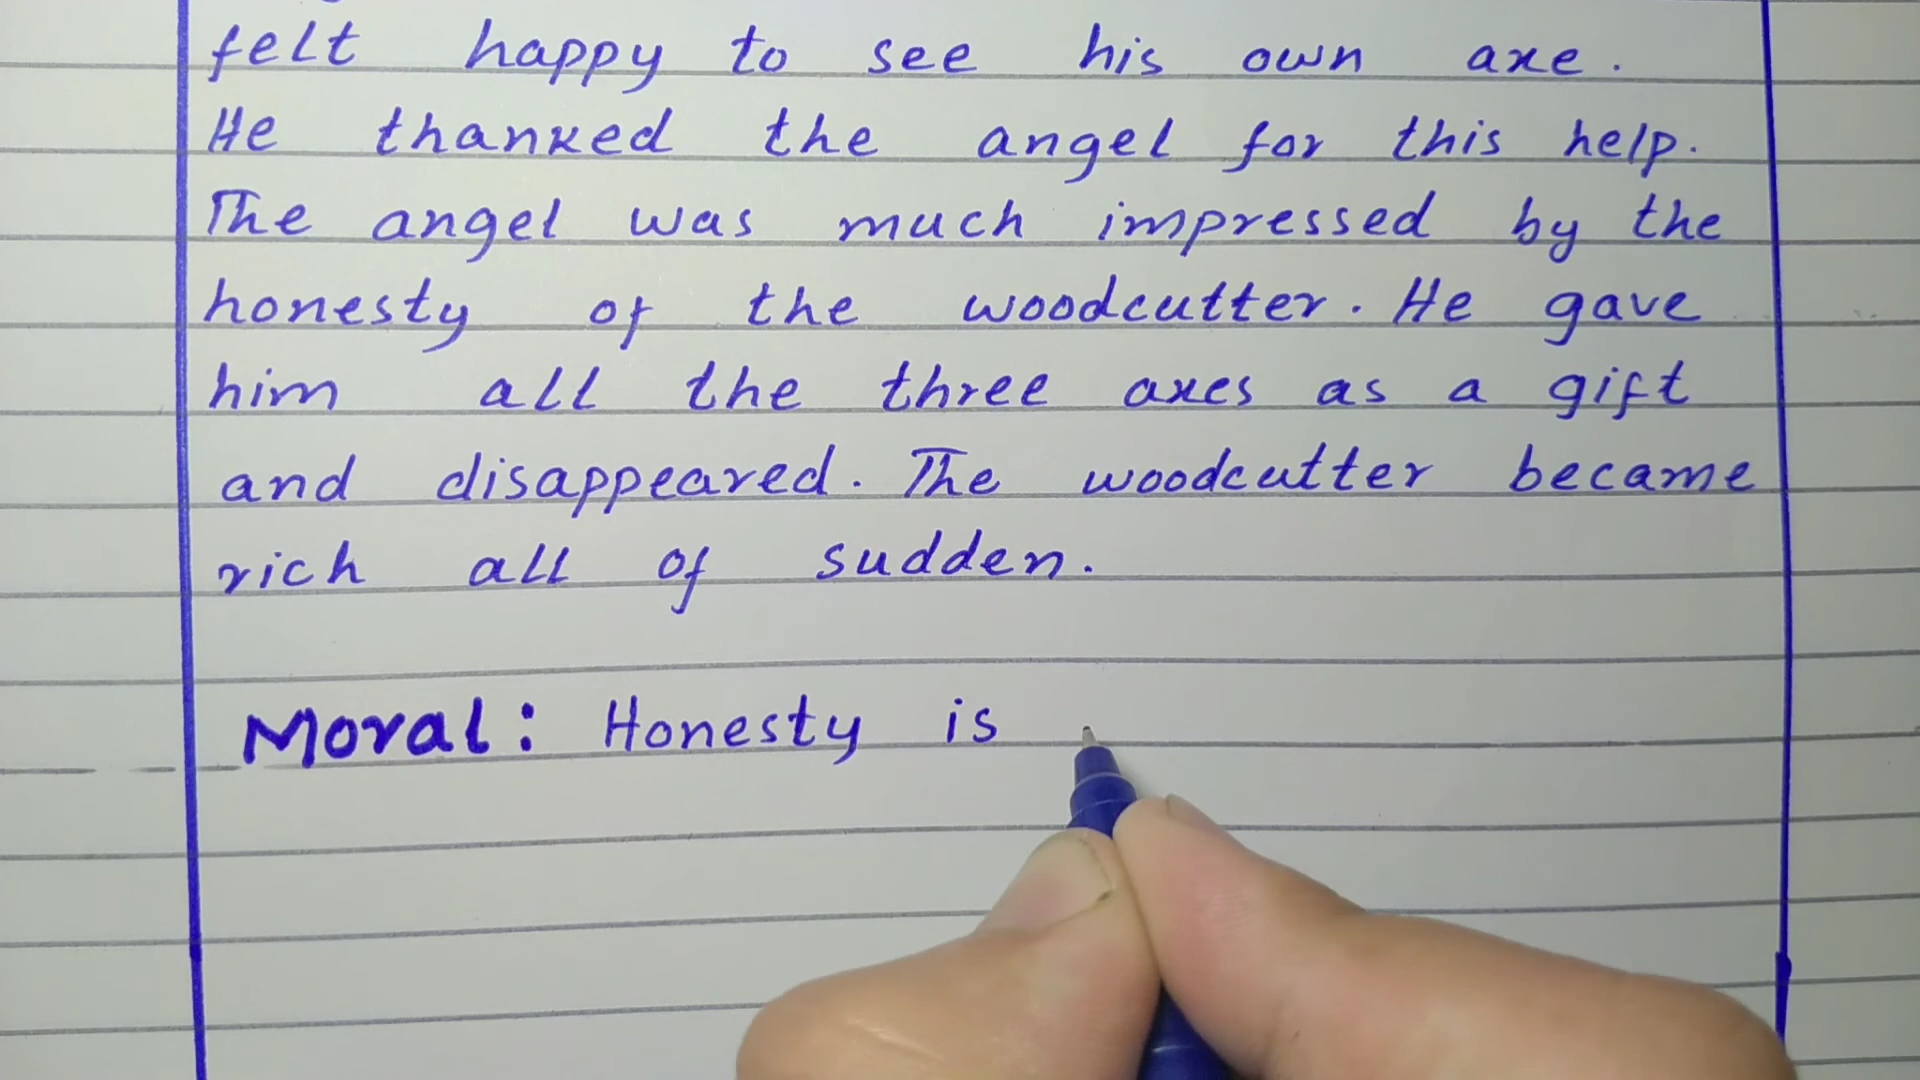 felt happy to see his own axe.
He thanked the angel for this help.
The angel was much impressed by the
honesty of the woodcutter. He gave
him all the three axes as a gift
and disappeared. The woodcutter became
rich all of sudden.
Moral: Honesty is